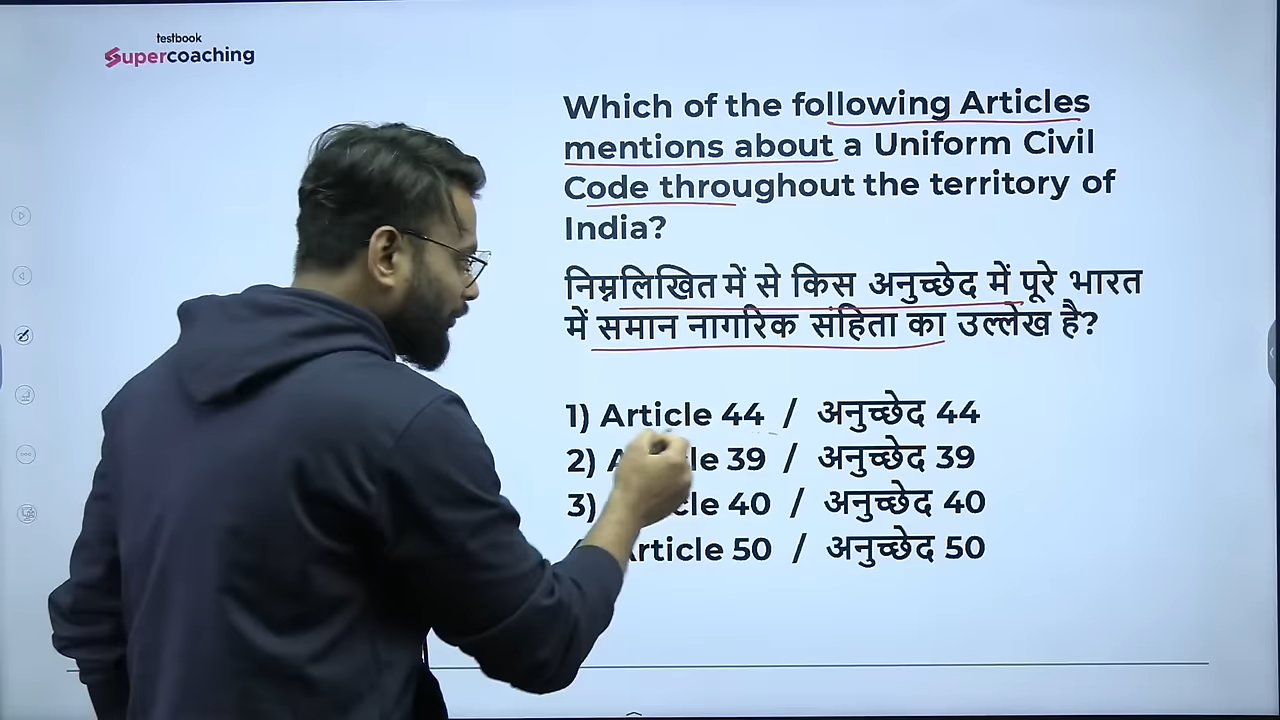 testbook
Supercoaching
Which of the following Articles
mentions about a Uniform Civil
Code throughout the territory of
India?
निम्नलिखित में से किस अनुच्छेद में पूरे भारत
में समान नागरिक संहिता का उल्लेख है?
1) Article 44 / अनुच्छेद 44
2) le 39 / अनुच्छेद 39
3) cle 40 / अनुच्छेद 40
rticle 50 / अनुच्छेद 50